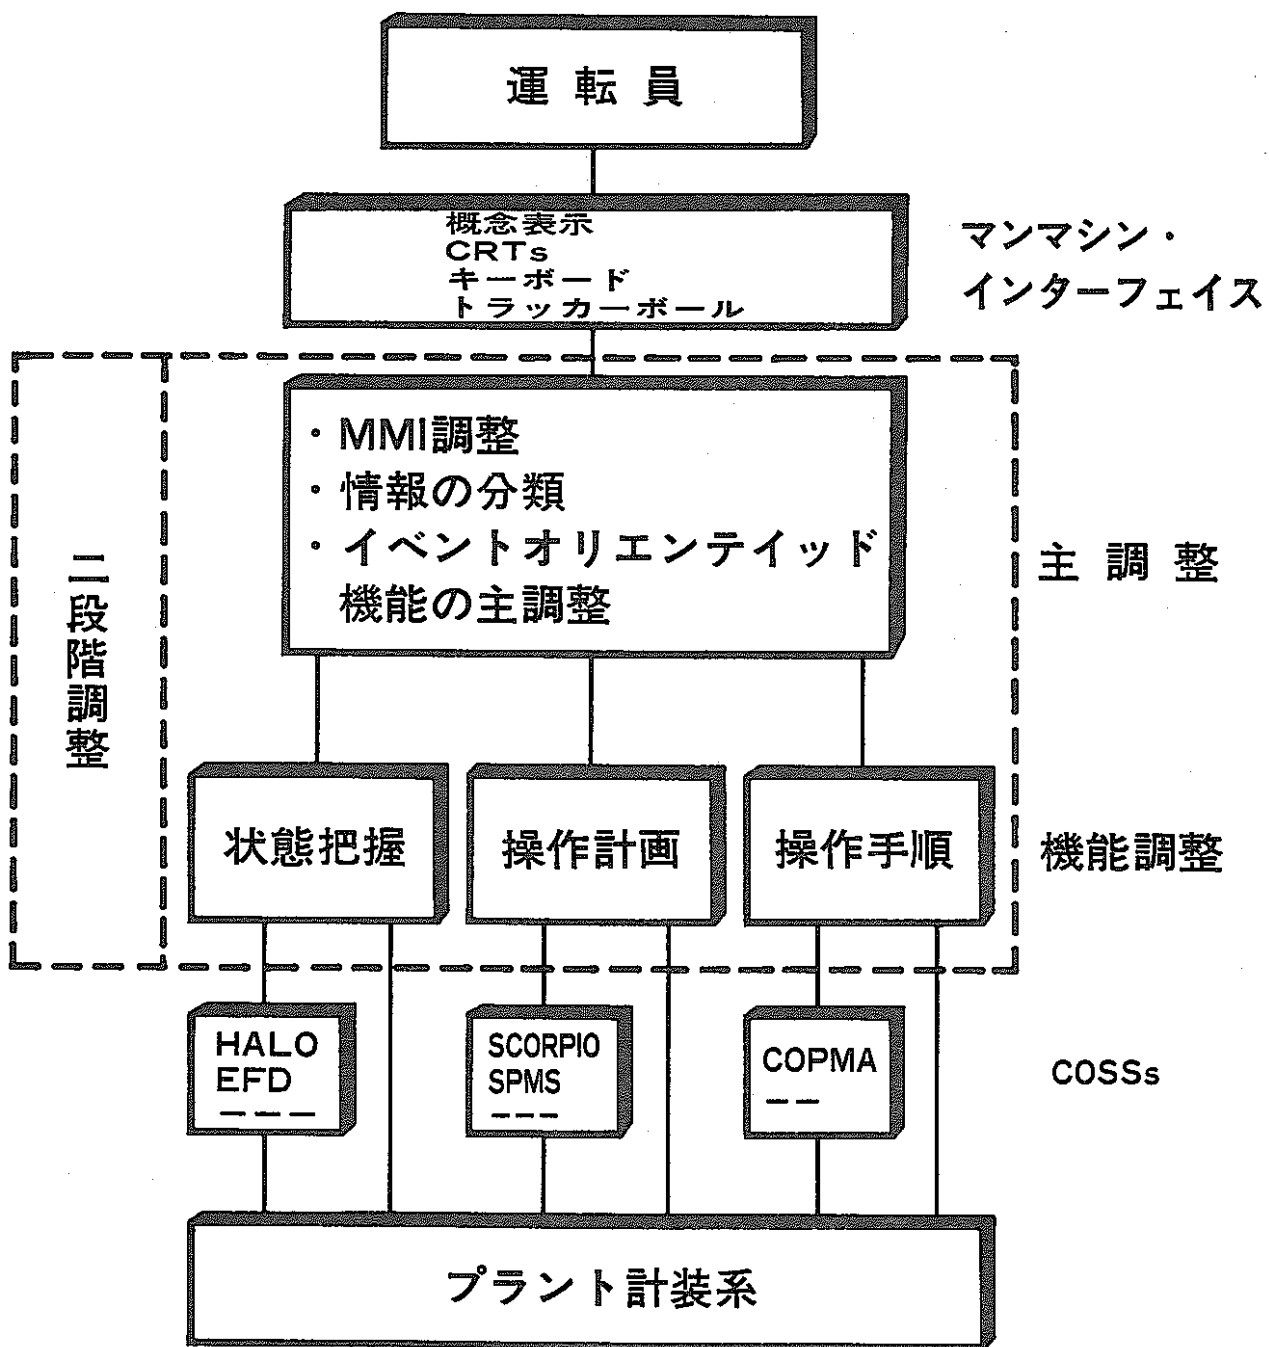 運転員
概念表示
CRTs
キーボード
トラッカーボール
マンマシン・
インターフェイス
・MMI調整
・情報の分類
・イベントオリエンテイッド
機能の主調整
主調整
二段階調整
状態把握
操作計画
操作手順
機能調整
HALO
EFD
SCORPIO
SPMS
COPMA
COSSs
プラント計装系